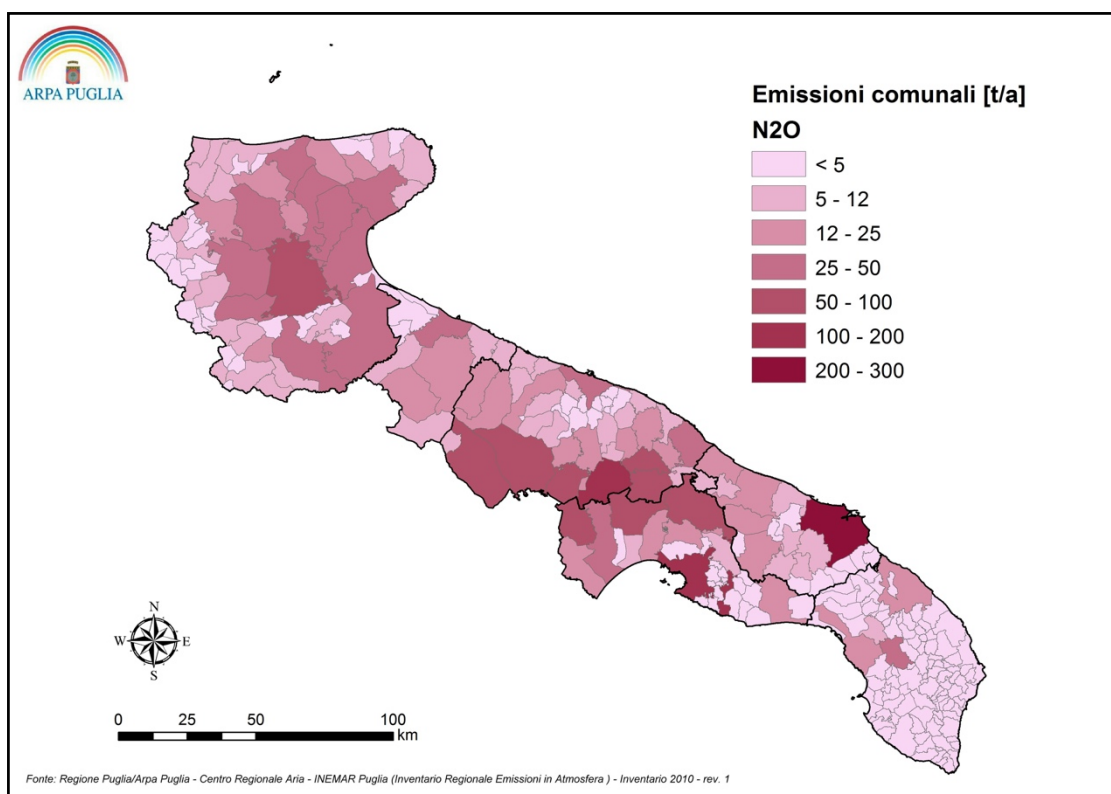 ARPA PUGLIA
Emissioni comunali [t/a]
N2O
< 5
5 - 12
12 - 25
25 - 50
50 - 100
100 - 200
200 - 300
N
W E
S
0 25 50 100
km
Fonte: Regione Puglia/Arpa Puglia - Centro Regionale Aria - INEMAR Puglia (Inventario Regionale Emissioni in Atmosfera ) - Inventario 2010 - rev. 1